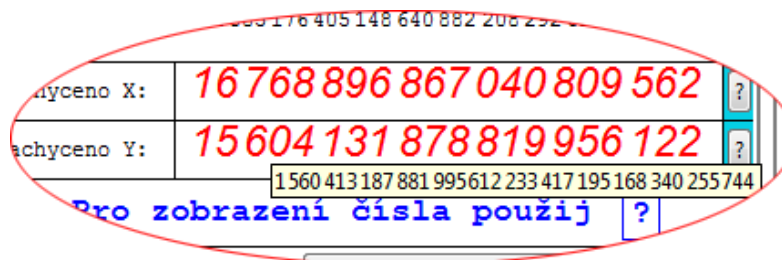 176 405 148 640 882 208 292
yceno X: 16 768 896 867 040 809 562 ?
achyceno Y: 15 604 131 878 819 956 122 ?
1 560 413 187 881 995 612 233 417 195 168 340 255 744
Pro zobrazení čísla použij ?